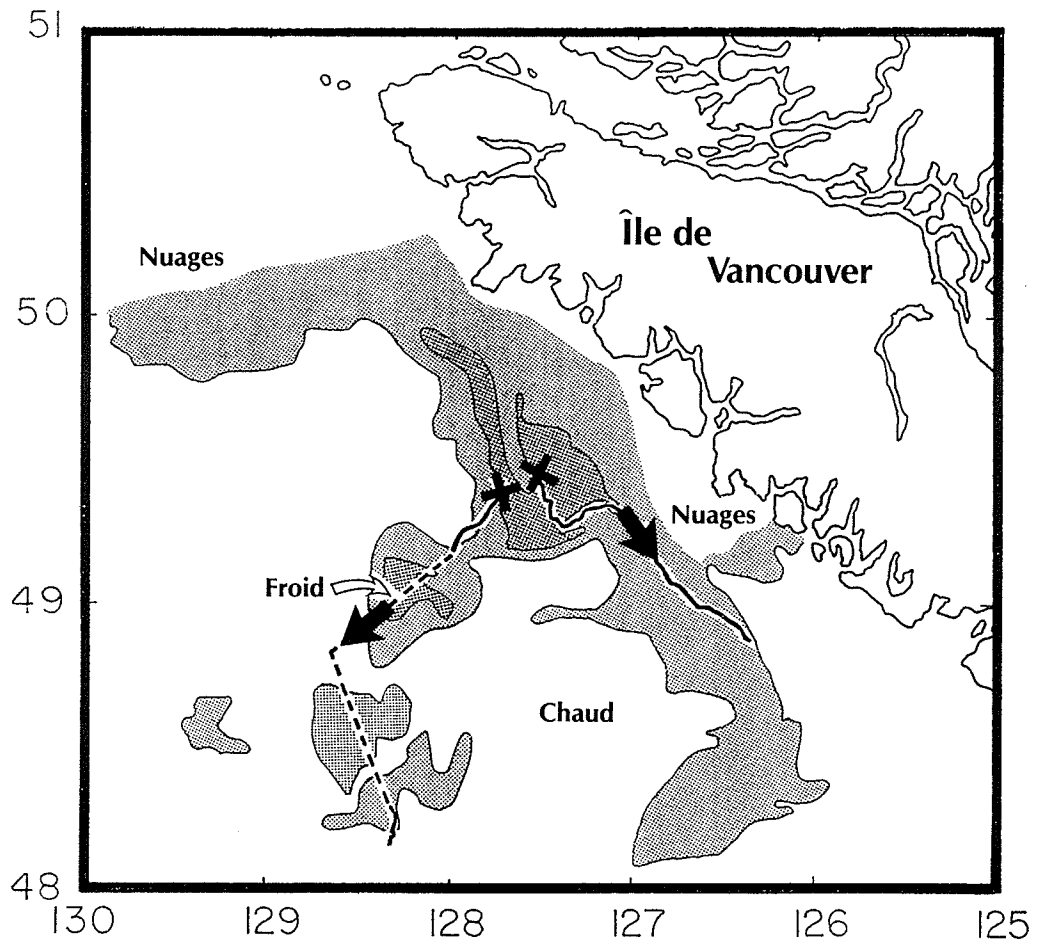 51
Île de
Vancouver
Nuages
50
Nuages
Froid
49
Chaud
48
130 129 128 127 126 125